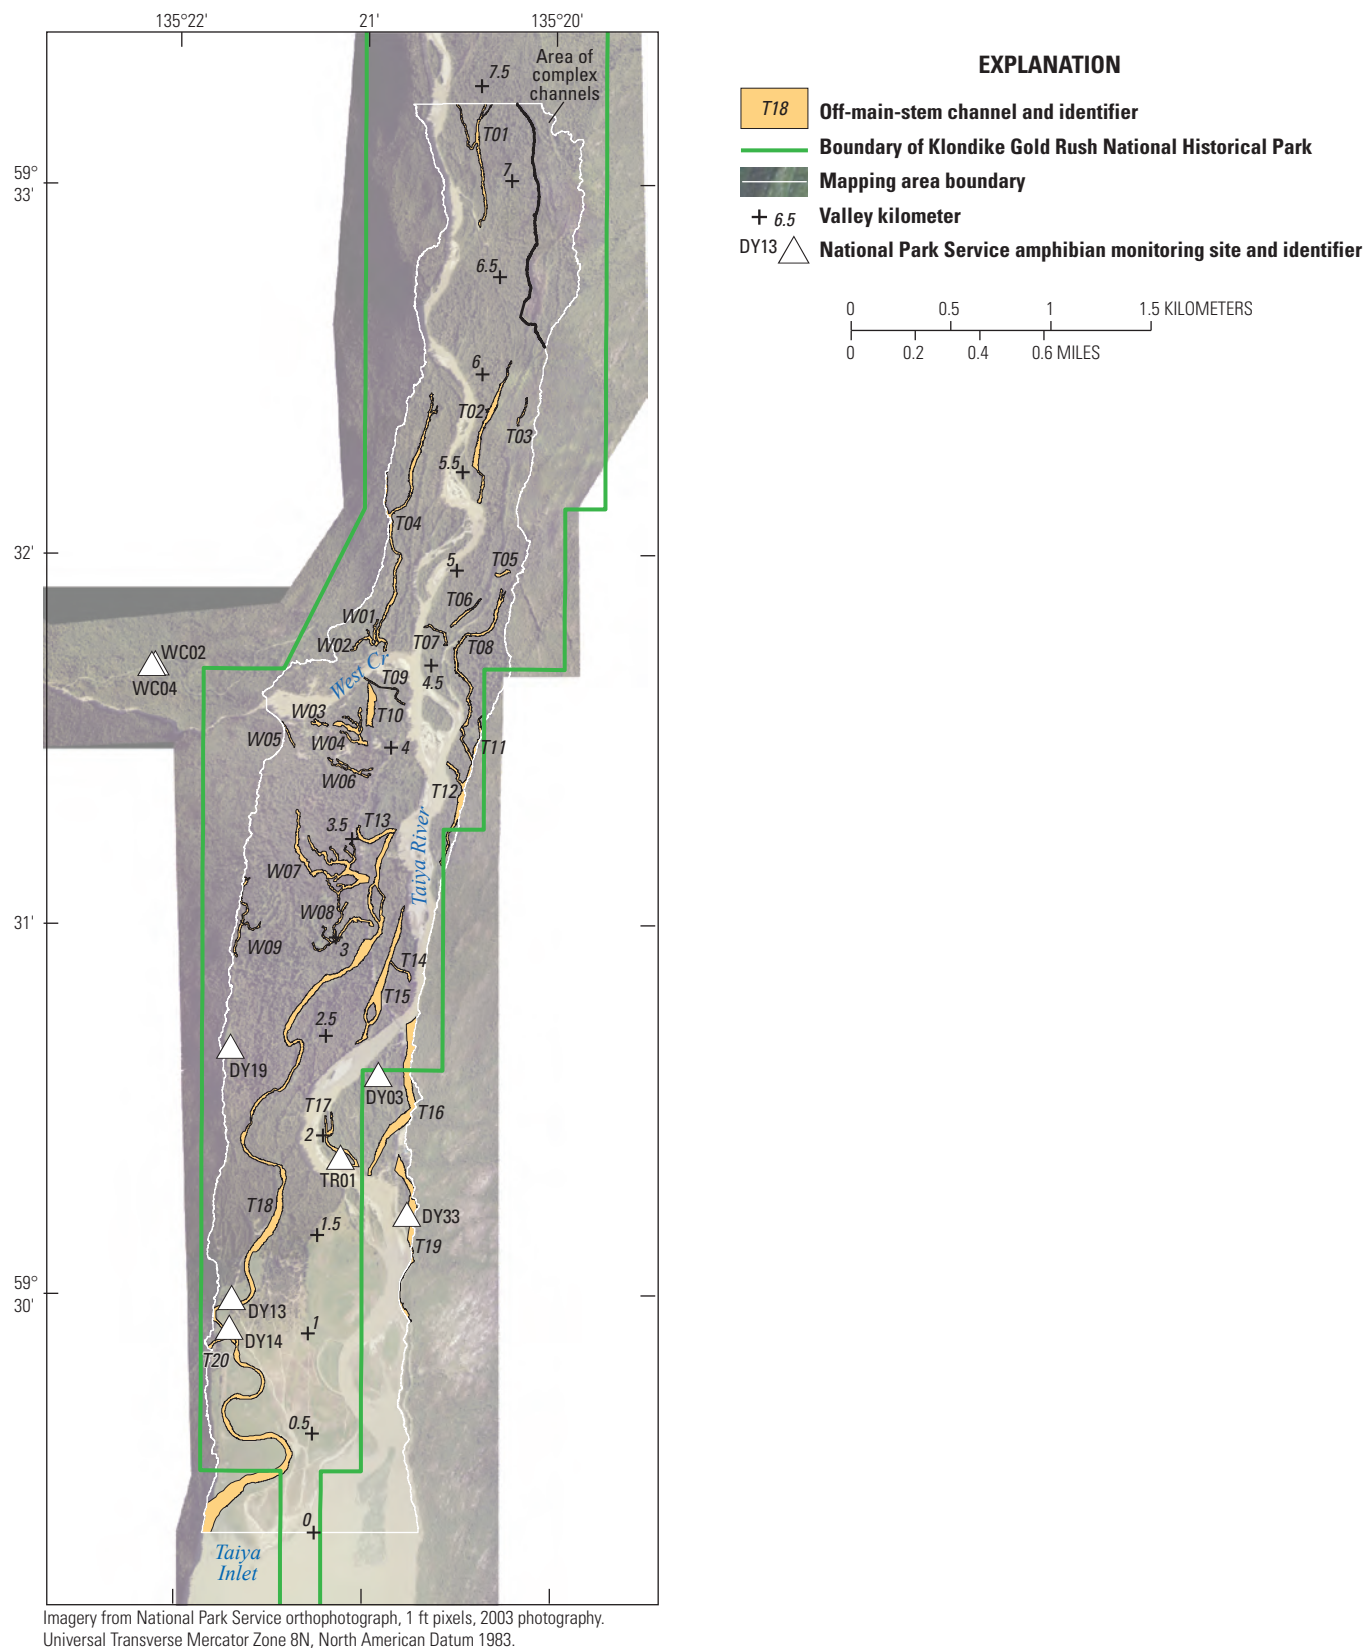 135°22'
21'
135°20'
Area of
complex
channels
7.5
T01
59°
33'
7
6.5
6
T02
T03
5.5
T04
32'
5
T05
T06
W01
W02
T07
T08
WC02
WC04
West Cr
T09
4.5
W03
T10
W05
W04
4
T11
W06
T12
3.5
T13
Taiya River
W07
W08
31'
W09
3
T14
T15
2.5
DY19
DY03
T17
T16
2
TR01
T18
DY33
1.5
T19
59°
30'
DY13
1
DY14
T20
0.5
0
Taiya
Inlet
Imagery from National Park Service orthophotograph, 1 ft pixels, 2003 photography.
Universal Transverse Mercator Zone 8N, North American Datum 1983.
EXPLANATION
T18 Off-main-stem channel and identifier
Boundary of Klondike Gold Rush National Historical Park
Mapping area boundary
6.5 Valley kilometer
DY13 National Park Service amphibian monitoring site and identifier
0 0.5 1 1.5 KILOMETERS
0 0.2 0.4 0.6 MILES